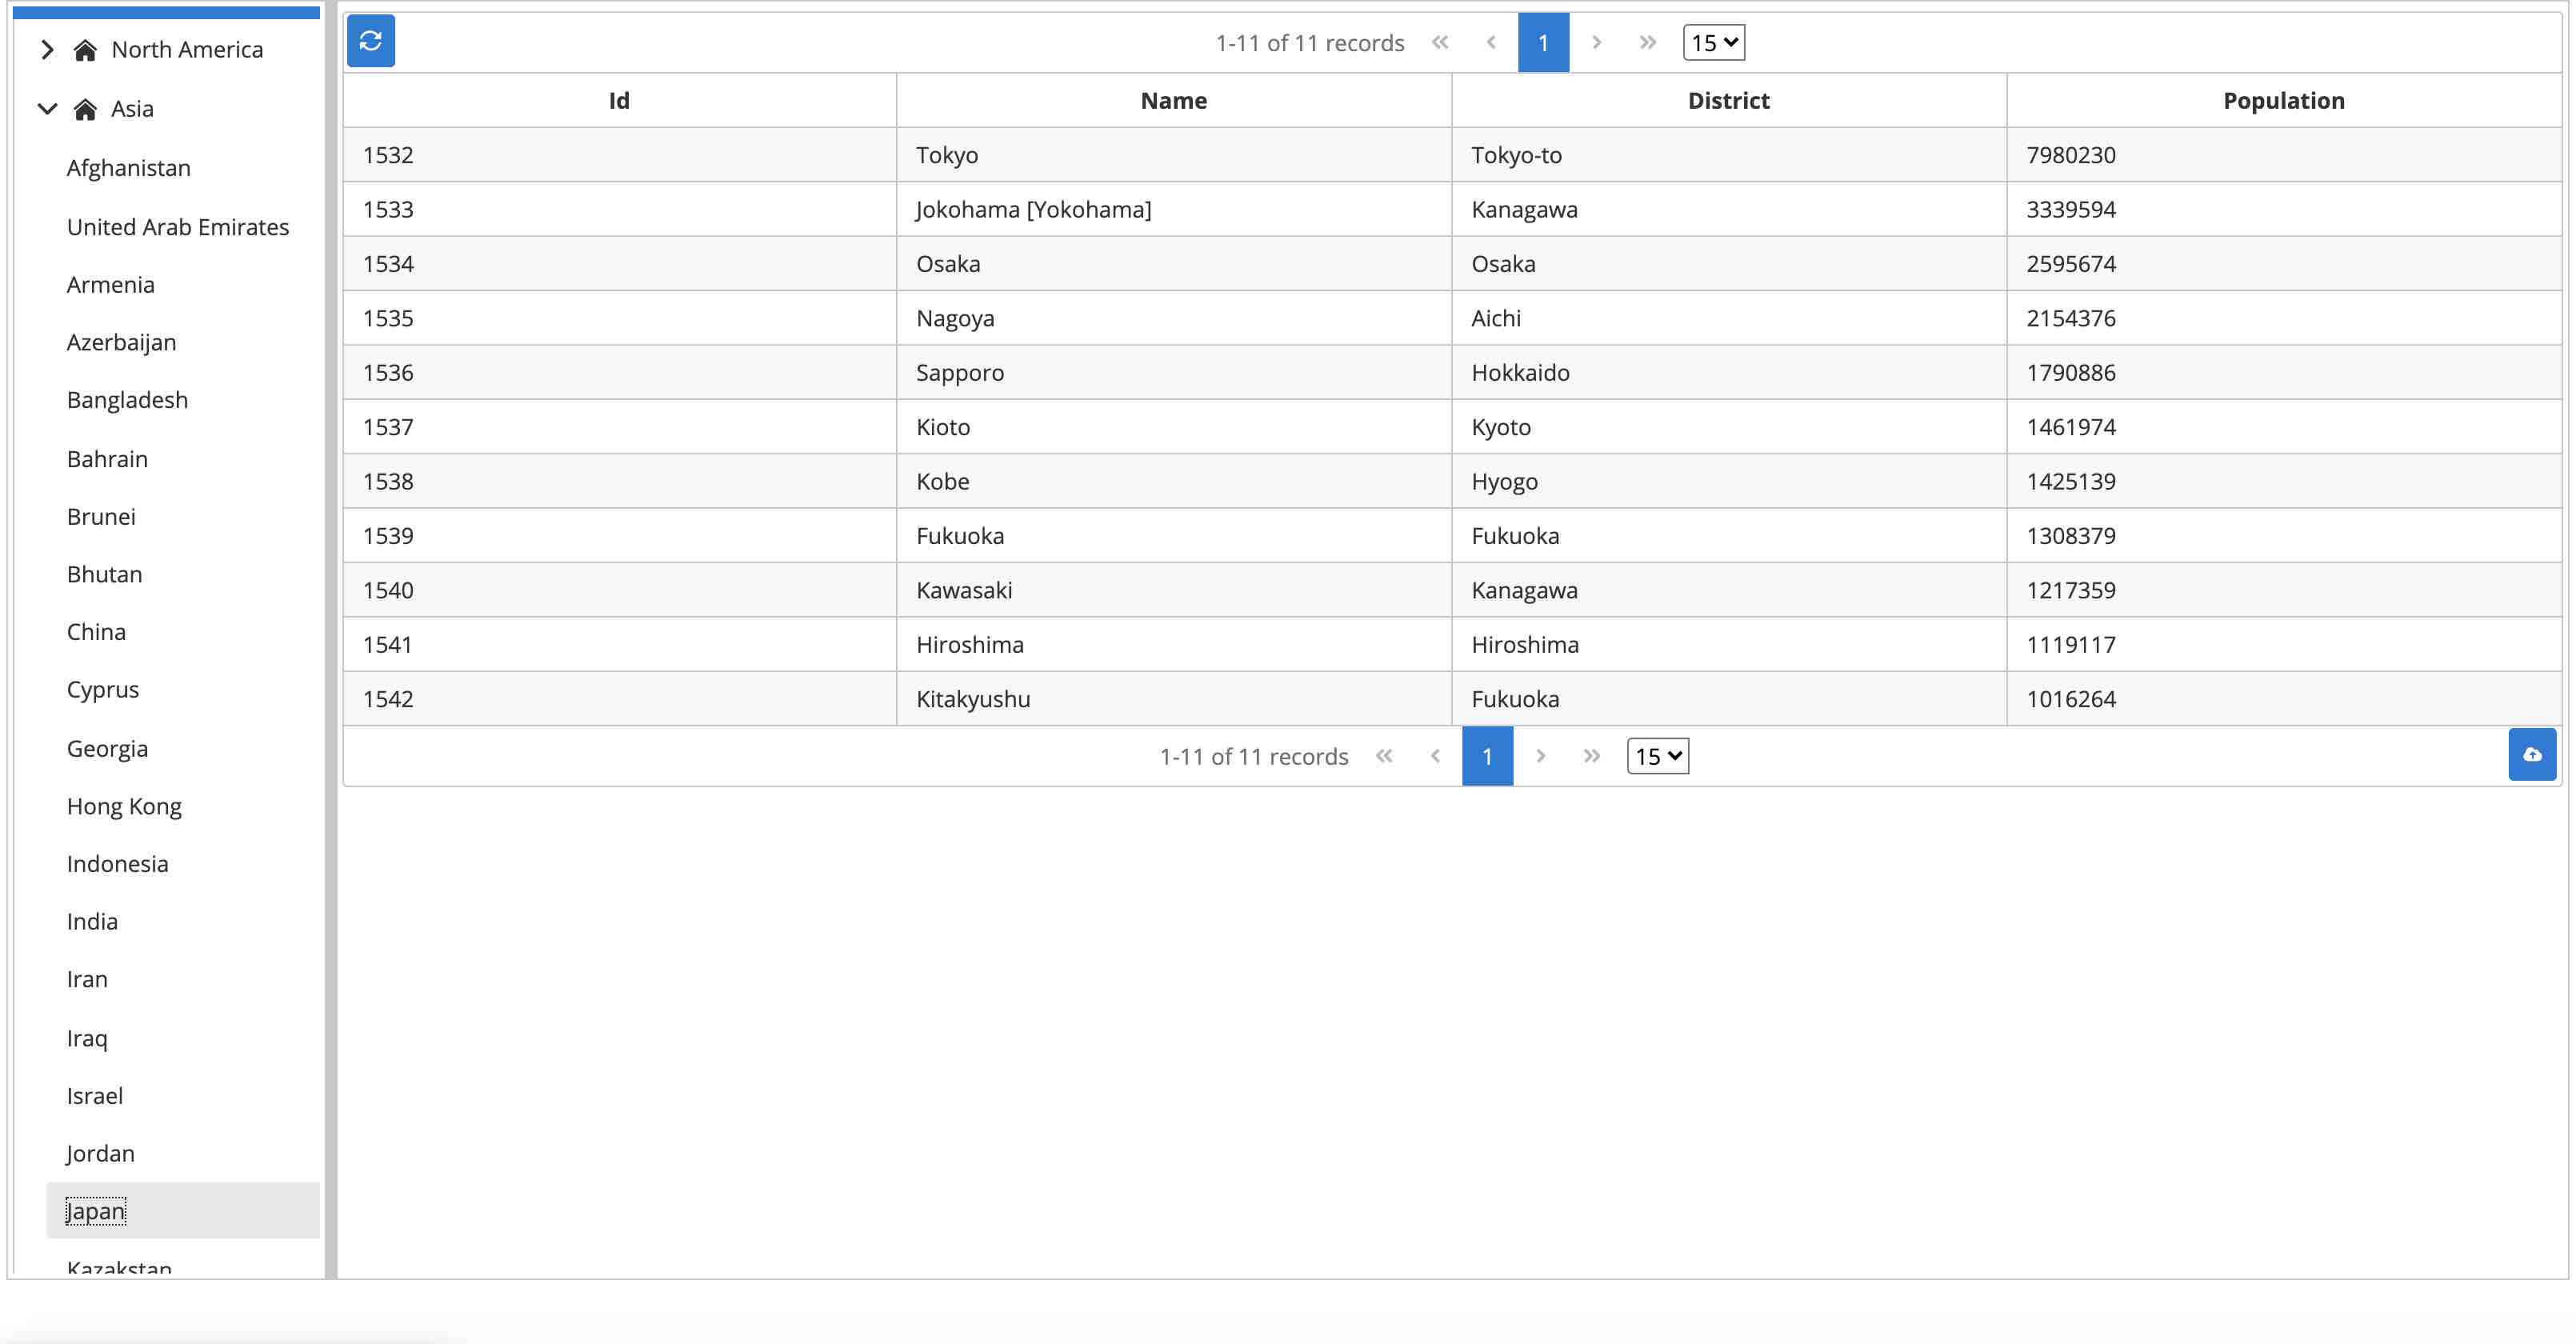 North America
Asia
Afghanistan
United Arab Emirates
Armenia
Azerbaijan
Bangladesh
Bahrain
Brunei
Bhutan
China
Cyprus
Georgia
Hong Kong
Indonesia
India
Iran
Iraq
Israel
Jordan
Japan
Kazakstan
1-11 of 11 records « ‹ 1 › » 15
Id Name District Population
1532 Tokyo Tokyo-to 7980230
1533 Jokohama [Yokohama] Kanagawa 3339594
1534 Osaka Osaka 2595674
1535 Nagoya Aichi 2154376
1536 Sapporo Hokkaido 1790886
1537 Kioto Kyoto 1461974
1538 Kobe Hyogo 1425139
1539 Fukuoka Fukuoka 1308379
1540 Kawasaki Kanagawa 1217359
1541 Hiroshima Hiroshima 1119117
1542 Kitakyushu Fukuoka 1016264
1-11 of 11 records « ‹ 1 › » 15